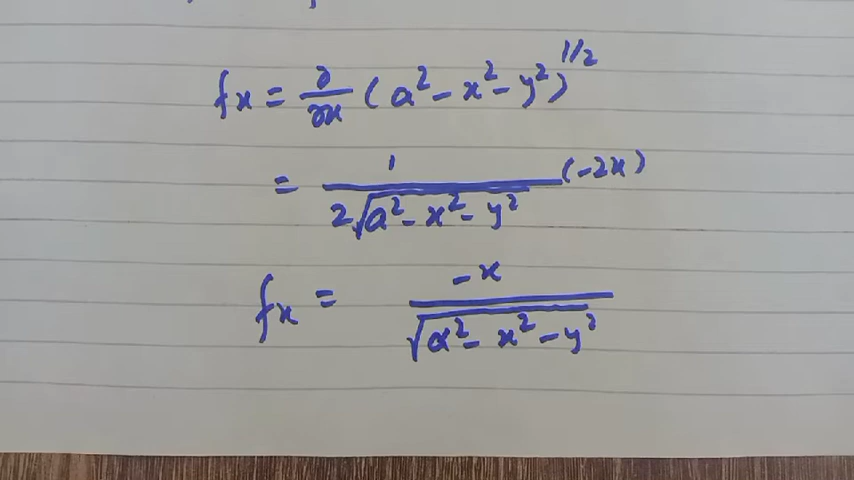 fx = ∂/∂x (a² - x² - y²)^1/2
= 1/2√a² - x² - y² (-2x)
fx = -x/√a² - x² - y²